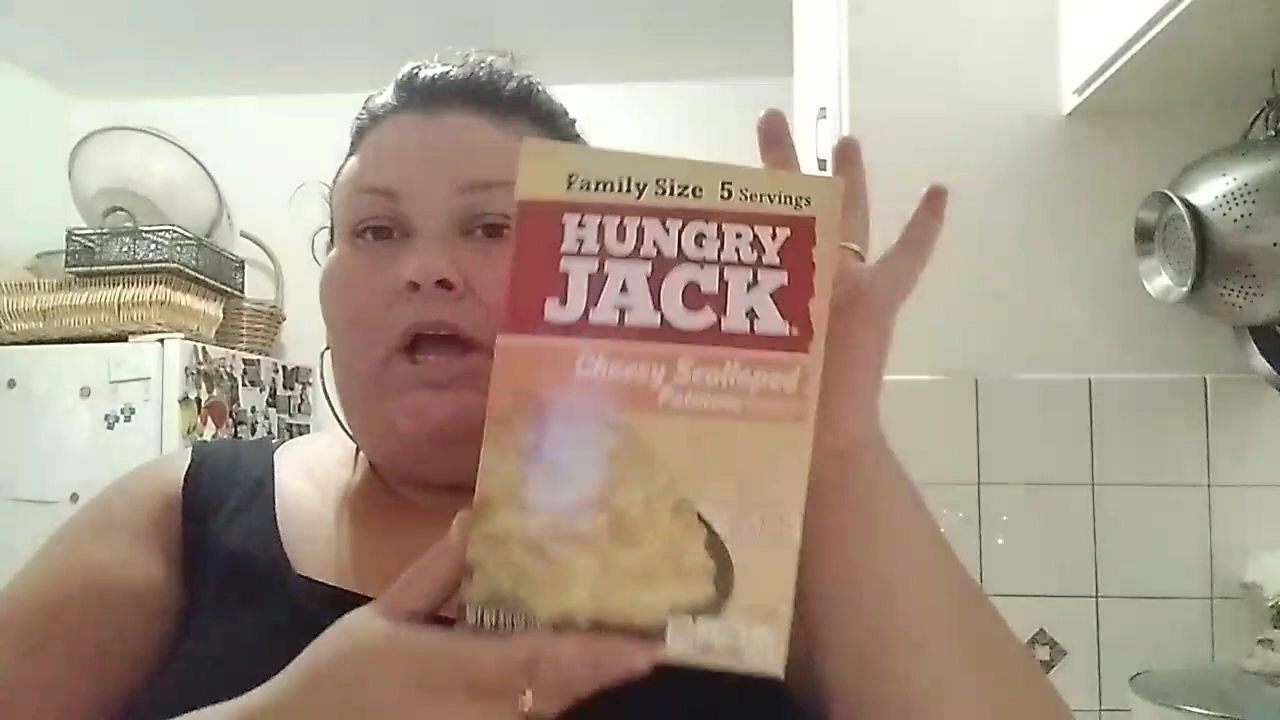 Family Size 5 Servings
HUNGRY
JACK
Cheesy Scalloped
Potatoes